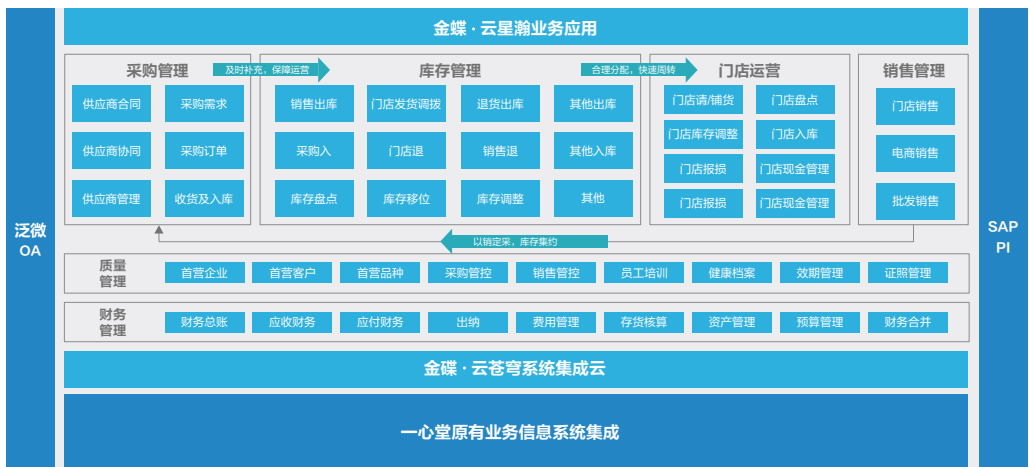 金蝶 · 云星瀚业务应用
泛微
OA
采购管理
及时补充，保障运营
库存管理
合理分配，快速周转
门店运营
销售管理
供应商合同
采购需求
供应商协同
采购订单
供应商管理
收货及入库
销售出库
门店发货调拨
退货出库
其他出库
采购入
门店退
销售退
其他入库
库存盘点
库存移位
库存调整
其他
门店请/铺货
门店盘点
门店库存调整
门店入库
门店报损
门店现金管理
门店报损
门店现金管理
门店销售
电商销售
批发销售
以销定采，库存集约
SAP
PI
质量
管理
首营企业
首营客户
首营品种
采购管控
销售管控
员工培训
健康档案
效期管理
证照管理
财务
管理
财务总账
应收财务
应付财务
出纳
费用管理
存货核算
资产管理
预算管理
财务合并
金碟 · 云苍穹系统集成云
一心堂原有业务信息系统集成